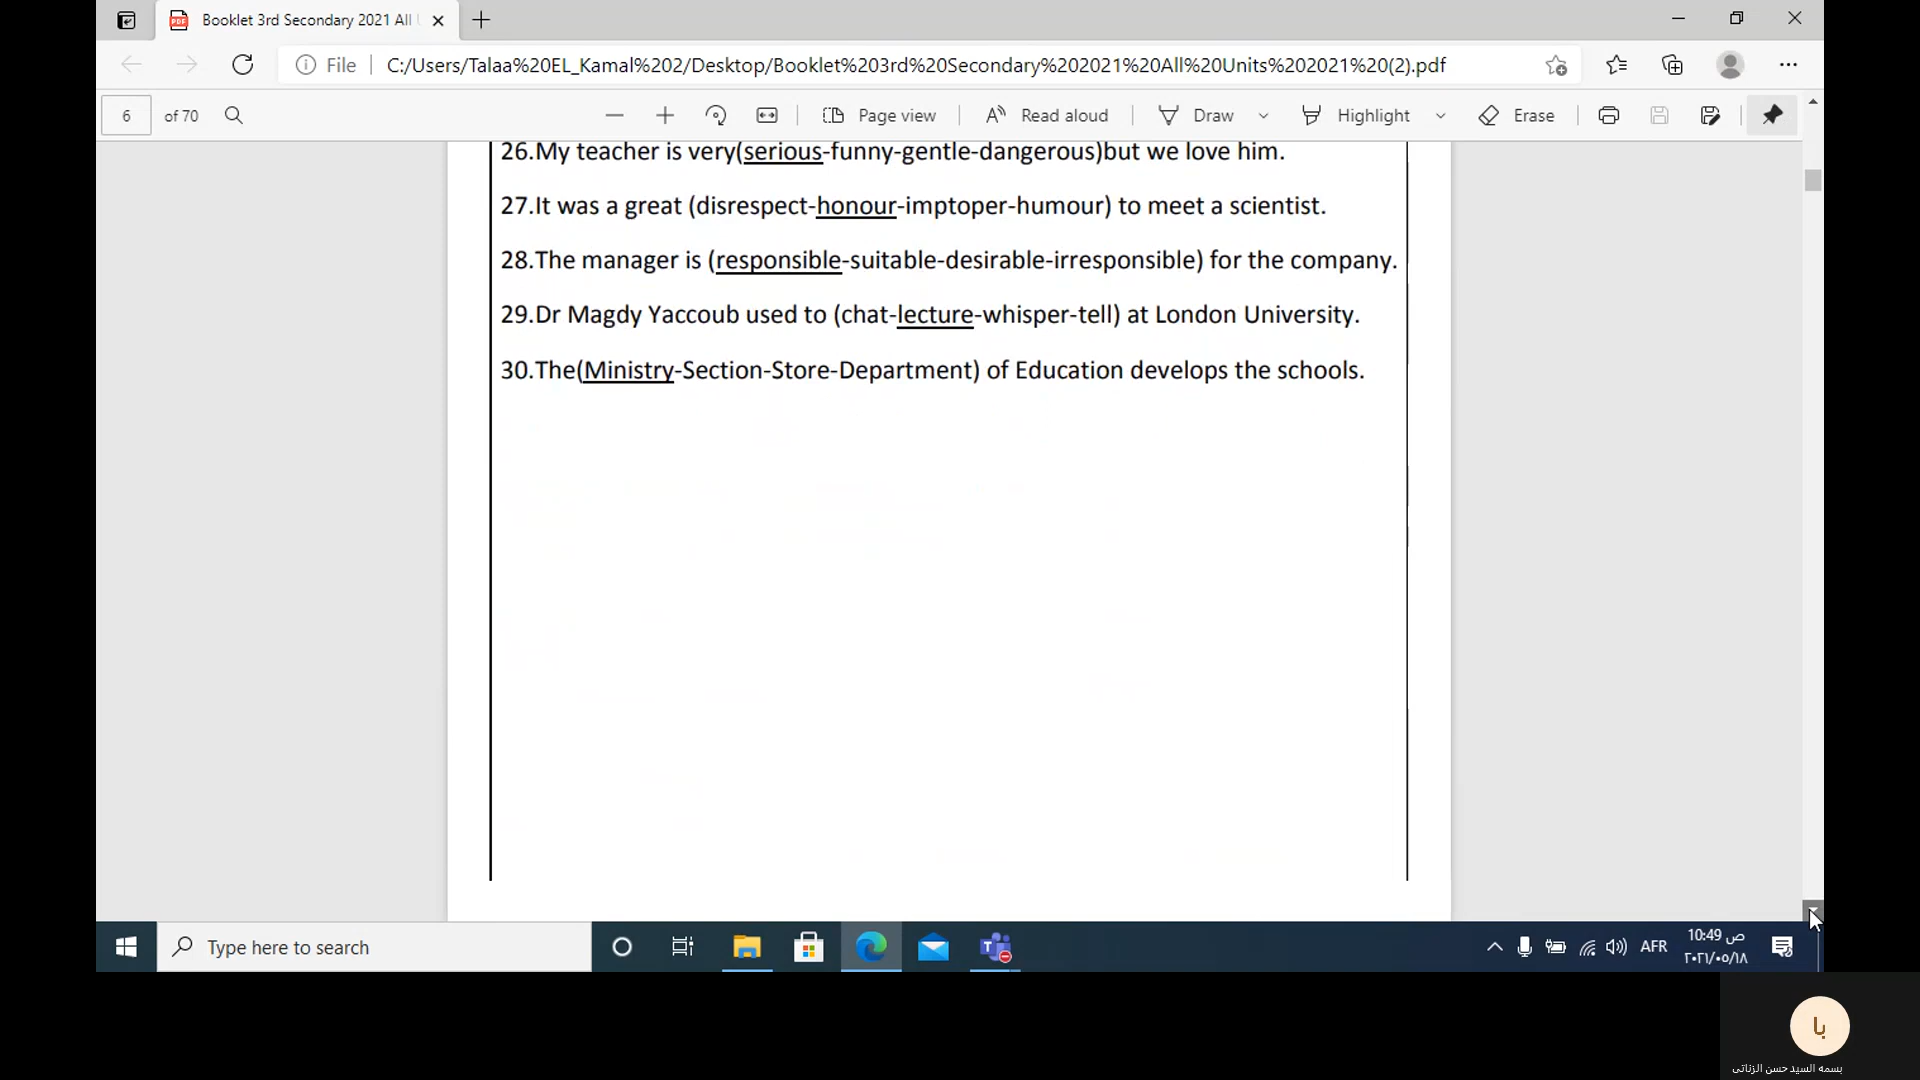 Booklet 3rd Secondary 2021 All
File C:/Users/Talaa%20EL_Kamal%202/Desktop/Booklet%203rd%20Secondary%202021%20All%20Units%202021%20(2).pdf
6 of 70 Page view Read aloud Draw Highlight Erase
26.My teacher is very(serious-funny-gentle-dangerous)but we love him.
27.It was a great (disrespect-honour-imptoper-humour) to meet a scientist.
28.The manager is (responsible-suitable-desirable-irresponsible) for the company.
29.Dr Magdy Yaccoub used to (chat-lecture-whisper-tell) at London University.
30.The(Ministry-Section-Store-Department) of Education develops the schools.
Type here to search
AFR
10:49 ص
٢٠٢١/٠٥/١٨
با
بسمه السيد حسن الزناتى